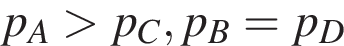 p_A > p_C, p_B = p_D